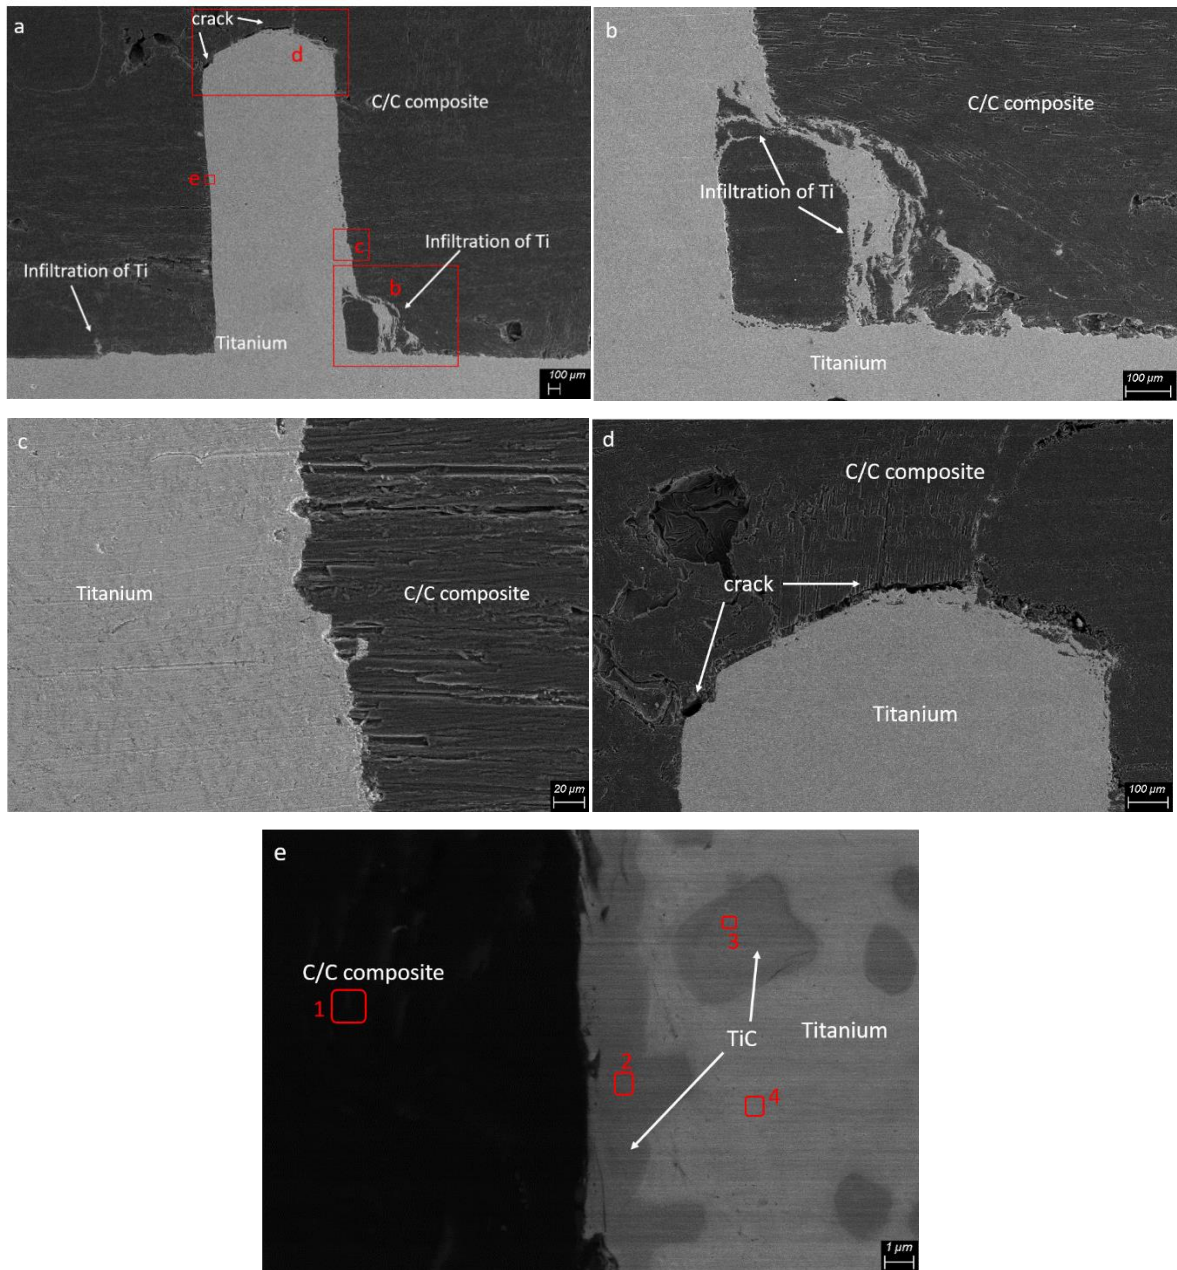 a
crack
d
C/C composite
e
c
Infiltration of Ti
b
Infiltration of Ti
Titanium
100 µm
b
C/C composite
Infiltration of Ti
Titanium
100 µm
c
Titanium
C/C composite
20 µm
d
C/C composite
crack
Titanium
100 µm
e
3
C/C composite
1
TiC
Titanium
2
4
1 µm